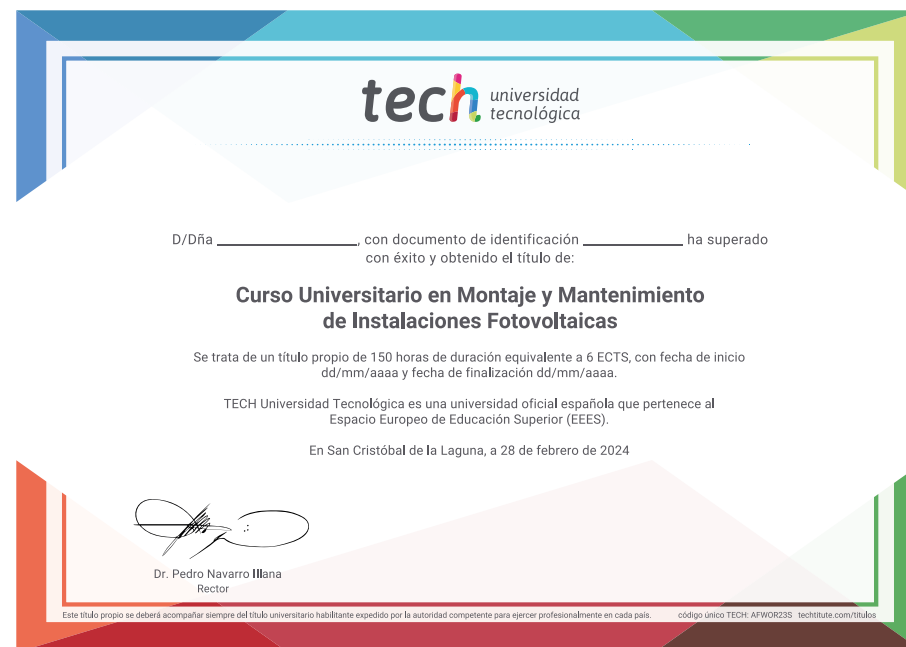 tech universidad
tecnológica
D/Dña ____________________, con documento de identificación ______________ ha superado
con éxito y obtenido el título de:
Curso Universitario en Montaje y Mantenimiento
de Instalaciones Fotovoltaicas
Se trata de un título propio de 150 horas de duración equivalente a 6 ECTS, con fecha de inicio
dd/mm/aaaa y fecha de finalización dd/mm/aaaa.
TECH Universidad Tecnológica es una universidad oficial española que pertenece al
Espacio Europeo de Educación Superior (EEES).
En San Cristóbal de la Laguna, a 28 de febrero de 2024
Dr. Pedro Navarro Illana
Rector
Este título propio se deberá acompañar siempre del título universitario habilitante expedido por la autoridad competente para ejercer profesionalmente en cada país. código único TECH: AFWOR23S techtitute.com/titulos